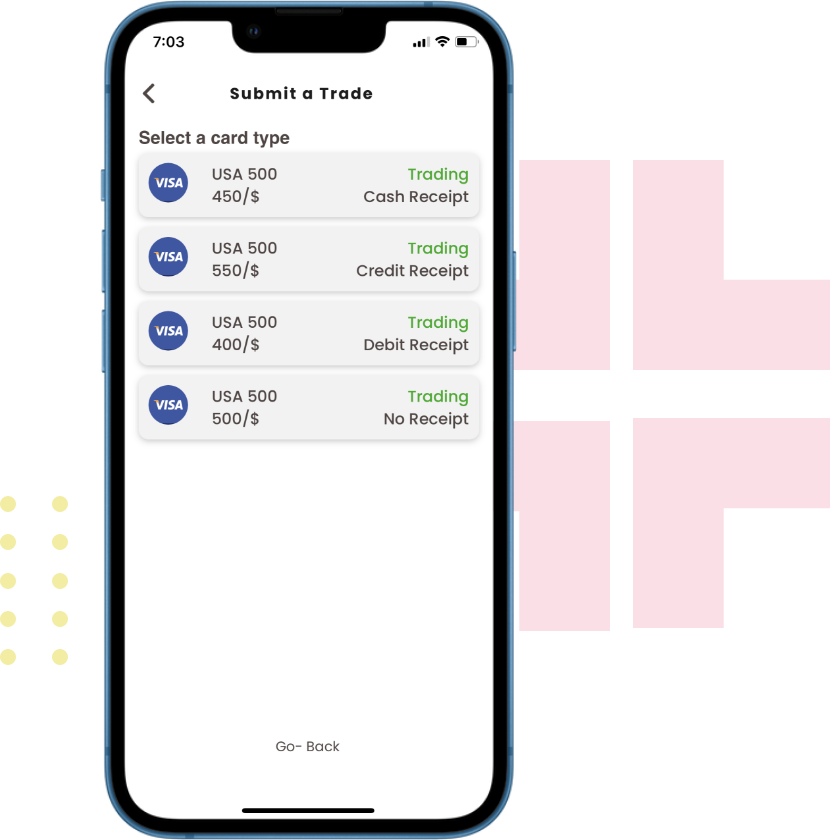 7:03
Submit a Trade
Select a card type
VISA
USA 500
Trading
450/$
Cash Receipt
VISA
USA 500
Trading
550/$
Credit Receipt
VISA
USA 500
Trading
400/$
Debit Receipt
VISA
USA 500
Trading
500/$
No Receipt
Go- Back